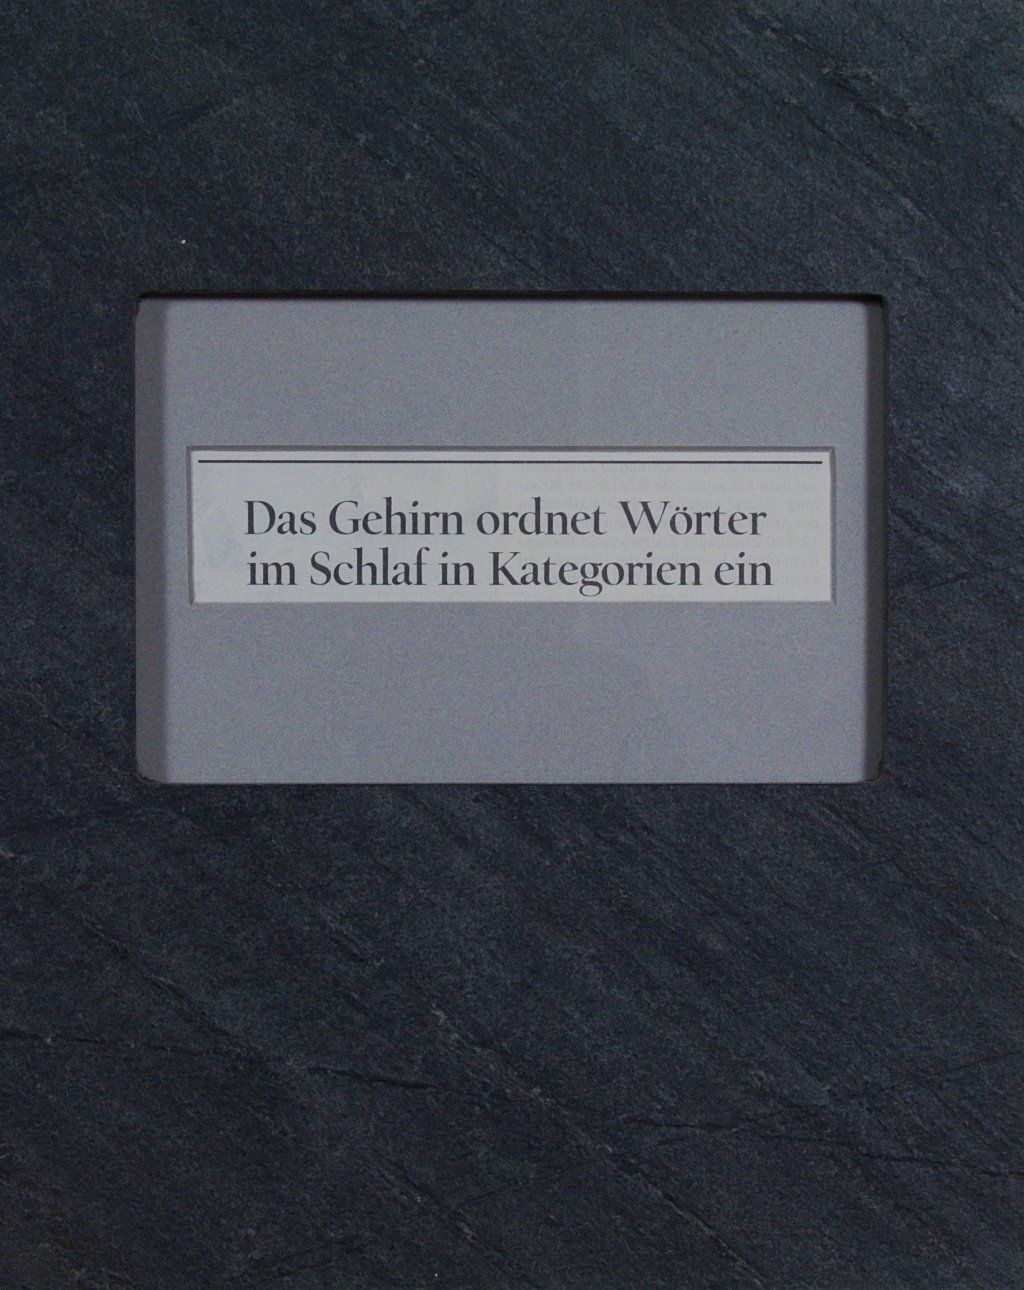 Das Gehirn ordnet Wörter
im Schlaf in Kategorien ein